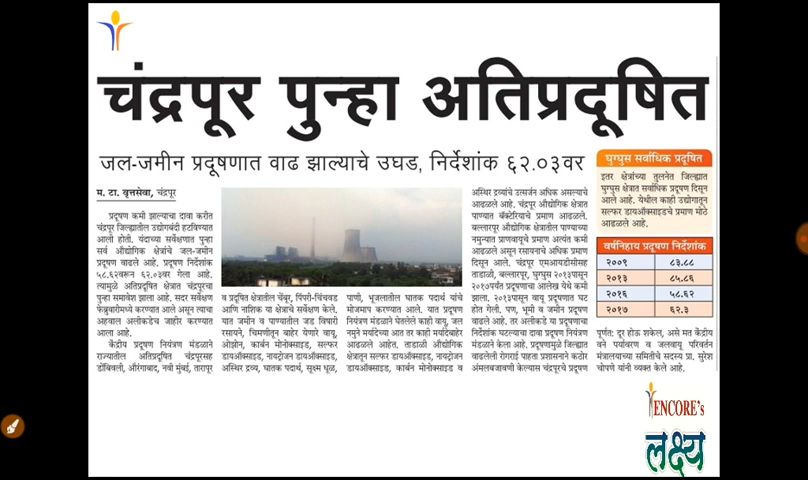 चंद्रपूर पुन्हा अतिप्रदूषित
जल-जमीन प्रदूषणात वाढ झाल्याचे उघड, निर्देशांक ६२.०३वर
म. टा. वृत्तसेवा, चंद्रपूर
प्रदूषण कमी झाल्याचा दावा करीत
चंद्रपूर जिल्ह्यातील उद्योगबंदी हटविण्यात
आली होती. यंदाच्या सर्वेक्षणात पुन्हा
सर्व औद्योगिक क्षेत्रांचे जल-जमीन
प्रदूषण वाढले आहे. प्रदूषण निर्देशांक
५८.६२वरून ६२.०३वर गेला आहे.
त्यामुळे अतिप्रदूषित क्षेत्रात चंद्रपूरचा
पुन्हा समावेश झाला आहे. सदर सर्वेक्षण
फेब्रुवारीमध्ये करण्यात आले असून त्याचा
अहवाल अलीकडेच जाहीर करण्यात
आला आहे.
केंद्रीय प्रदूषण नियंत्रण मंडळाने
राज्यातील अतिप्रदूषित चंद्रपूरसह
डोंबिवली, औरंगाबाद, नवी मुंबई, तारापूर
व प्रदूषित क्षेत्रातील चेंबूर, पिंपरी-चिंचवड
आणि नाशिक या क्षेत्राचे सर्वेक्षण केले.
यात जमीन व पाण्यातील जड विषारी
रसायने, चिमणीतून बाहेर येणारे वायु,
ओझोन, कार्बन मोनोक्साइड, सल्फर
डायऑक्साइड, नायट्रोजन डायऑक्साइड,
अस्थिर द्रव्य, घातक पदार्थ, सूक्ष्म धूळ,
पाणी, भूजलातील घातक पदार्थ यांचे
मोजमाप करण्यात आले. यात प्रदूषण
नियंत्रण मंडळाने घेतलेले काही वायु, जल
नमुने मर्यादेच्या आत तर काही मर्यादेबाहेर
आढळले आहेत. ताडाळी औद्योगिक
क्षेत्रातून सल्फर डायऑक्साइड, नायट्रोजन
डायऑक्साइड, कार्बन मोनोक्साइड व
अस्थिर द्रव्यांचे उत्सर्जन अधिक असल्याचे
आढळले आहे. चंद्रपूर औद्योगिक क्षेत्रात
पाण्यात बॅक्टेरियाचे प्रमाण आढळले.
बल्लारपूर औद्योगिक क्षेत्रातील पाण्याच्या
नमुन्यात प्राणवायूचे प्रमाण अत्यंत कमी
आढळले असून रसायनाचे अधिक प्रमाण
दिसून आले. चंद्रपूर एमआयडीसीसह
ताडाळी, बल्लारपूर, घुग्घुस २०१३पासून
२०१७पर्यंत प्रदूषणाचा आलेख येथे कमी
झाला. २०१३पासून वायु प्रदूषणात घट
होत गेली. पण, भूमी व जमीन प्रदूषण
वाढले आहे. तर अलीकडे या प्रदूषणाचा
निर्देशांक घटल्याचा दावा प्रदूषण नियंत्रण
मंडळाने केला आहे. प्रदूषणामुळे जिल्ह्यात
वाढलेली रोगराई पाहता प्रशासनाने कठोर
अंमलबजावणी केल्यास चंद्रपूरचे प्रदूषण
घुग्घुस सर्वाधिक प्रदूषित
इतर क्षेत्रांच्या तुलनेत जिल्ह्यात
घुग्घुस क्षेत्रात सर्वाधिक प्रदूषण दिसून
आले आहे. येथील काही उद्योगातून
सल्फर डायऑक्साइडचे प्रमाण मोठे
आढळले आहे.
वर्षनिहाय प्रदूषण निर्देशांक
२००९ ८३.८८
२०१३ ८५.८६
२०१६ ५८.६२
२०१७ ६२.३
पूर्णत: दूर होऊ शकेल, असे मत केंद्रीय
वने पर्यावरण व जलवायू परिवर्तन
मंत्रालयाच्या समितीचे सदस्य प्रा. सुरेश
चोपणे यांनी व्यक्त केले आहे.
ENCORE's
लक्ष्य